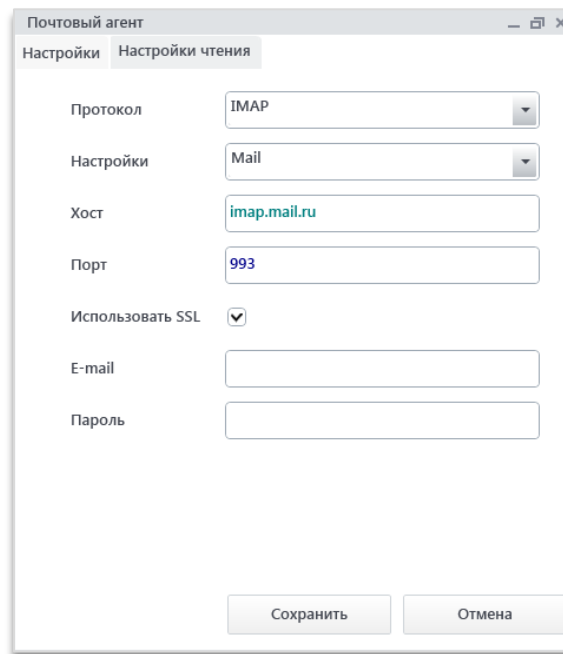 Почтовый агент
Настройки Настройки чтения
Протокол IMAP
Настройки Mail
Хост imap.mail.ru
Порт 993
Использовать SSL
E-mail
Пароль
Сохранить Отмена